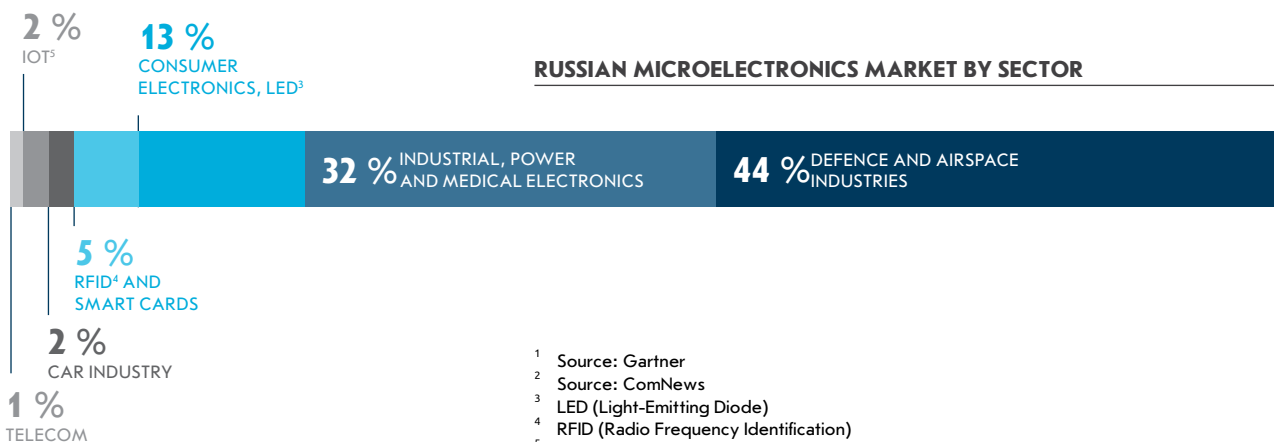 2 %
IOT⁵
13 %
CONSUMER
ELECTRONICS, LED³
RUSSIAN MICROELECTRONICS MARKET BY SECTOR
32 % INDUSTRIAL, POWER
AND MEDICAL ELECTRONICS
44 % DEFENCE AND AIRSPACE
INDUSTRIES
5 %
RFID⁴ AND
SMART CARDS
2 %
CAR INDUSTRY
1 %
TELECOM
¹ Source: Gartner
² Source: ComNews
³ LED (Light-Emitting Diode)
⁴ RFID (Radio Frequency Identification)